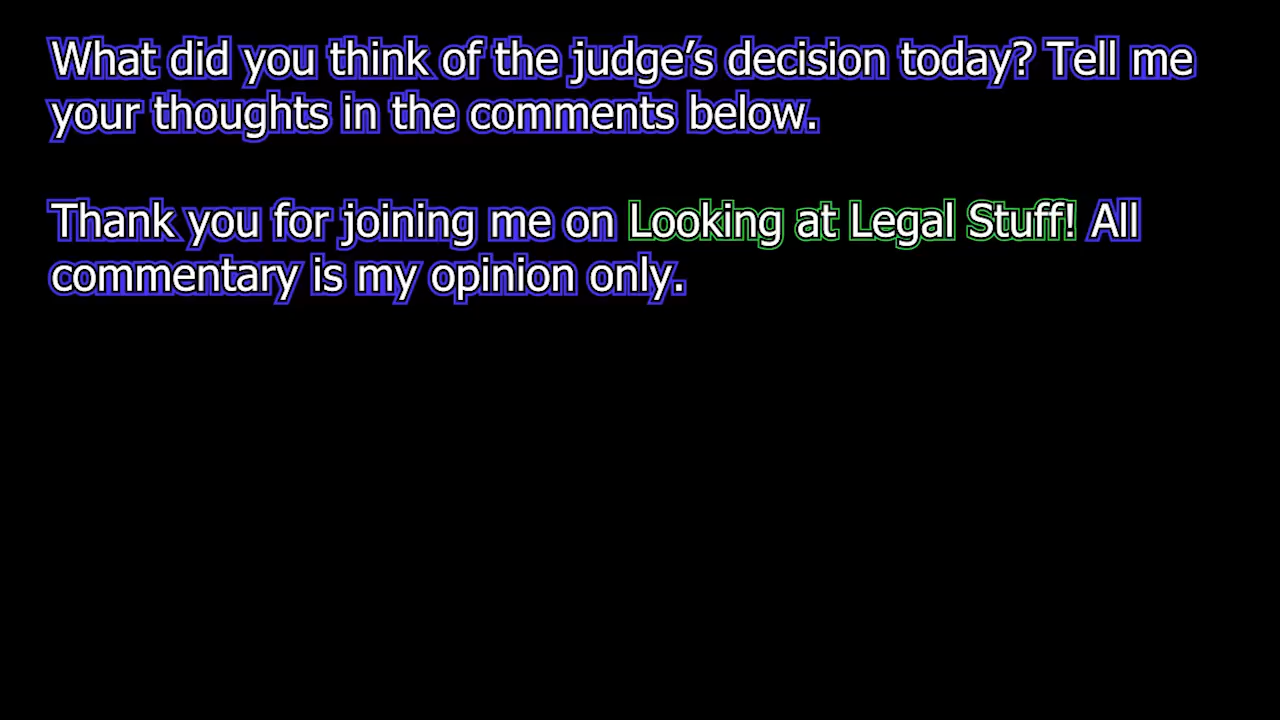 What did you think of the judge’s decision today? Tell me
your thoughts in the comments below.
Thank you for joining me on Looking at Legal Stuff! All
commentary is my opinion only.